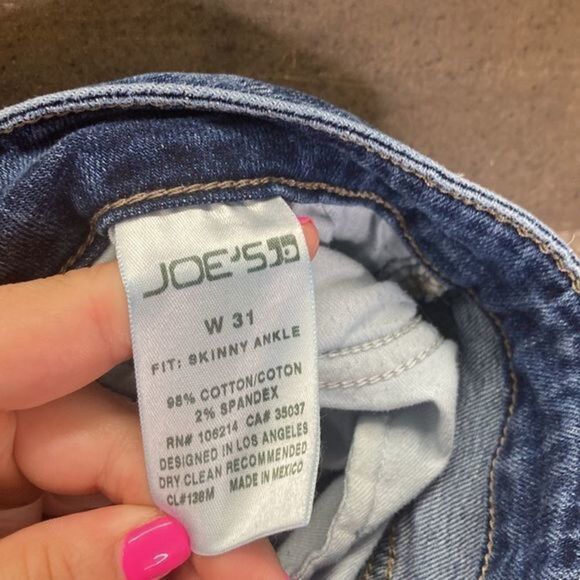 JOE'S
W 31
FIT: SKINNY ANKLE
98% COTTON/COTON
2% SPANDEX
RN# 106214 CA# 35037
DESIGNED IN LOS ANGELES
DRY CLEAN RECOMMENDED
CL#138M MADE IN MEXICO